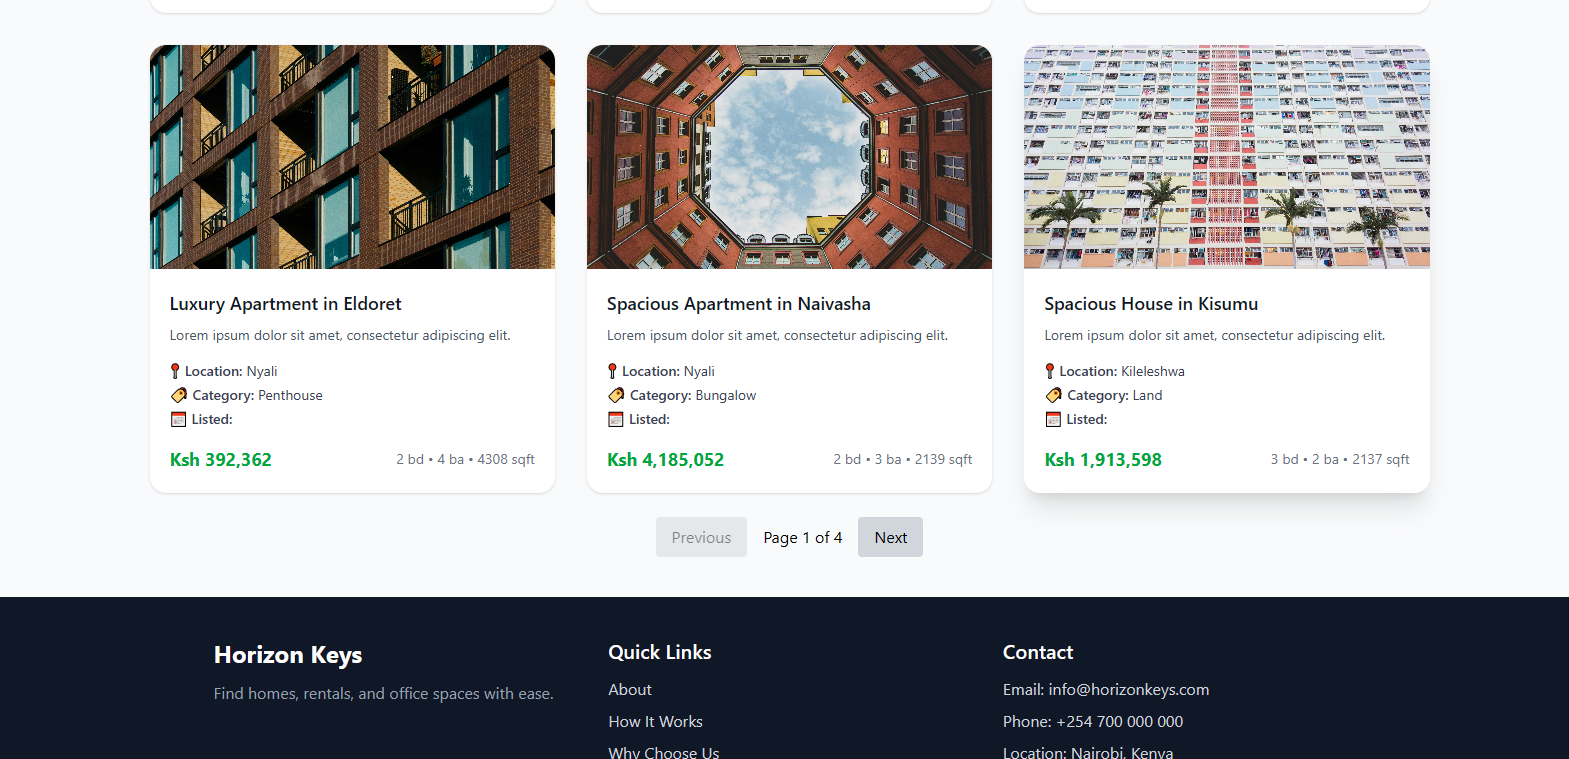 Luxury Apartment in Eldoret
Lorem ipsum dolor sit amet, consectetur adipiscing elit.
Location: Nyali
Category: Penthouse
Listed:
Ksh 392,362
2 bd • 4 ba • 4308 sqft
Spacious Apartment in Naivasha
Lorem ipsum dolor sit amet, consectetur adipiscing elit.
Location: Nyali
Category: Bungalow
Listed:
Ksh 4,185,052
2 bd • 3 ba • 2139 sqft
Spacious House in Kisumu
Lorem ipsum dolor sit amet, consectetur adipiscing elit.
Location: Kileleshwa
Category: Land
Listed:
Ksh 1,913,598
3 bd • 2 ba • 2137 sqft
Previous
Page 1 of 4
Next
Horizon Keys
Find homes, rentals, and office spaces with ease.
Quick Links
About
How It Works
Why Choose Us
Contact
Email: info@horizonkeys.com
Phone: +254 700 000 000
Location: Nairobi, Kenya